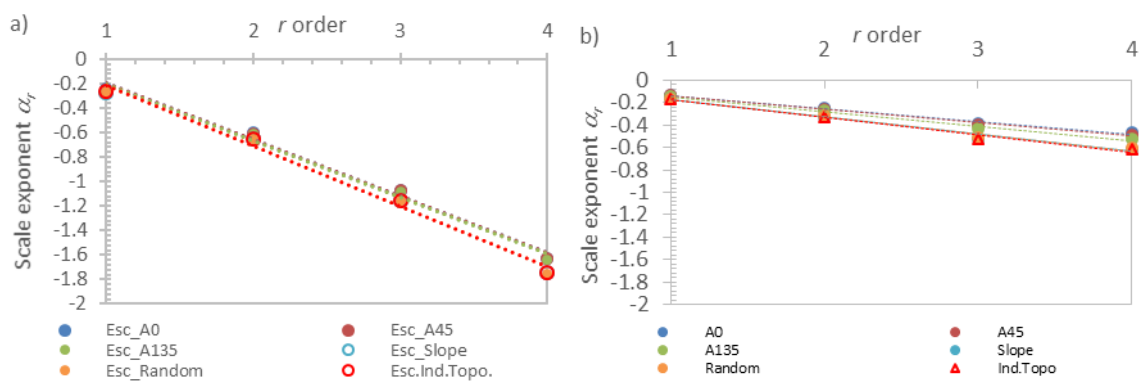 a)
r order
1 2 3 4
0
-0.2
-0.4
-0.6
-0.8
-1
-1.2
-1.4
-1.6
-1.8
-2
Scale exponent αr
Esc_A0 Esc_A45
Esc_A135 Esc_Slope
Esc_Random Esc.Ind.Topo.
b)
r order
1 2 3 4
0
-0.2
-0.4
-0.6
-0.8
-1
-1.2
-1.4
-1.6
-1.8
-2
Scale exponent αr
A0 A45
A135 Slope
Random Ind.Topo